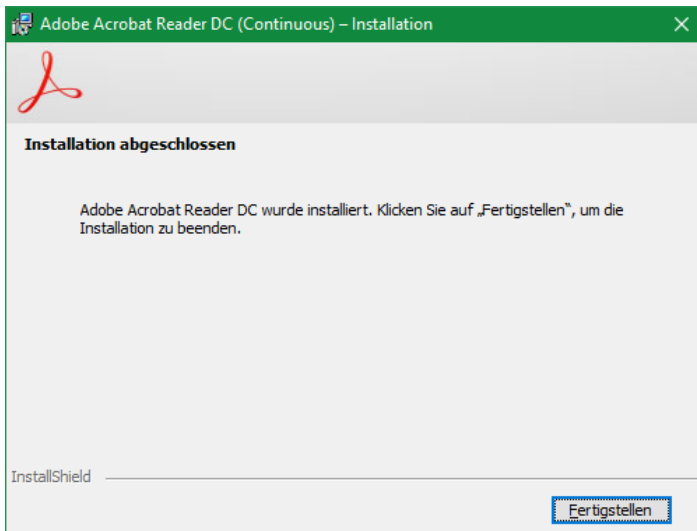 Adobe Acrobat Reader DC (Continuous) – Installation
Installation abgeschlossen
Adobe Acrobat Reader DC wurde installiert. Klicken Sie auf „Fertigstellen“, um die
Installation zu beenden.
InstallShield
Fertigstellen